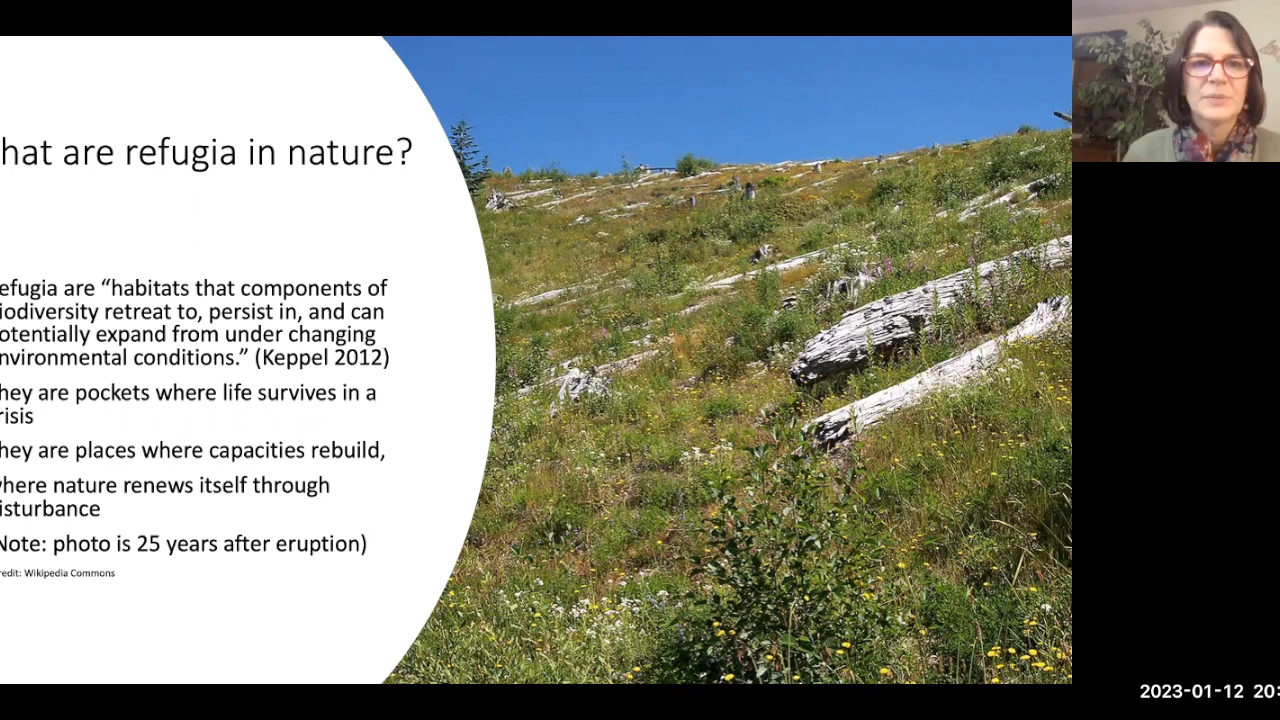 hat are refugia in nature?
efugia are “habitats that components of
iodiversity retreat to, persist in, and can
otentially expand from under changing
nvironmental conditions.” (Keppel 2012)
hey are pockets where life survives in a
risis
hey are places where capacities rebuild,
here nature renews itself through
isturbance
Note: photo is 25 years after eruption)
redit: Wikipedia Commons
2023-01-12 20: